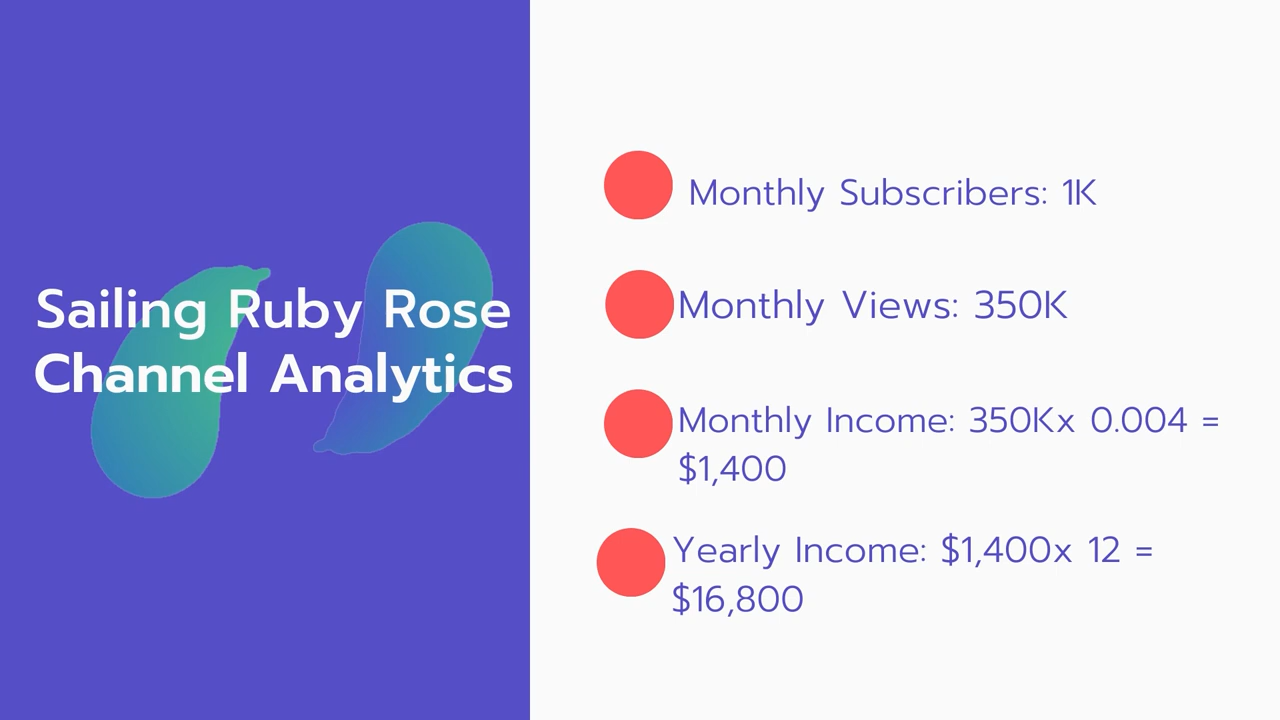 Sailing Ruby Rose
Channel Analytics
Monthly Subscribers: 1K
Monthly Views: 350K
Monthly Income: 350Kx 0.004 =
$1,400
Yearly Income: $1,400x 12 =
$16,800